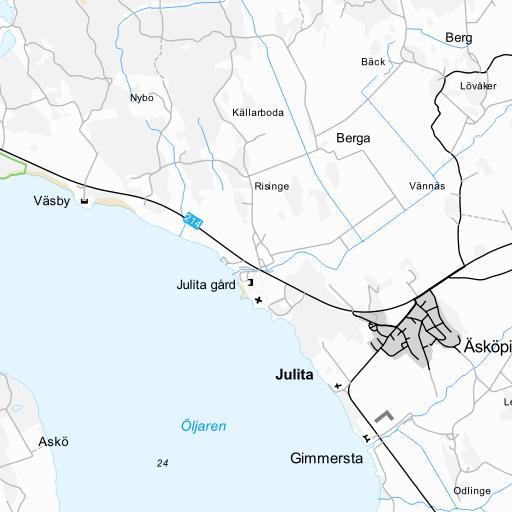 Berg
Bäck
Lövåker
Nybo
Källarboda
Berga
Risinge
Vännäs
Väsby
214
Julita gård
Äsköpi
Julita
Le
Öljaren
Askö
24
Gimmersta
Odlinge